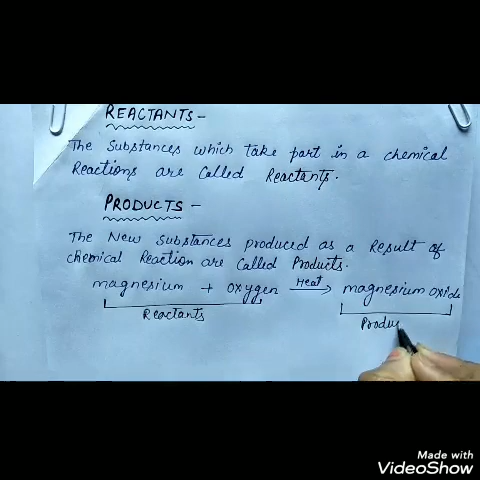 REACTANTS -
The Substances which take part in a chemical
Reactions are Called Reactants.
PRODUCTS -
The New Substances produced as a Result of
chemical Reaction are Called Products.
magnesium + oxygen Heat → magnesium oxide
Reactants
Produ
Made with
VideoShow